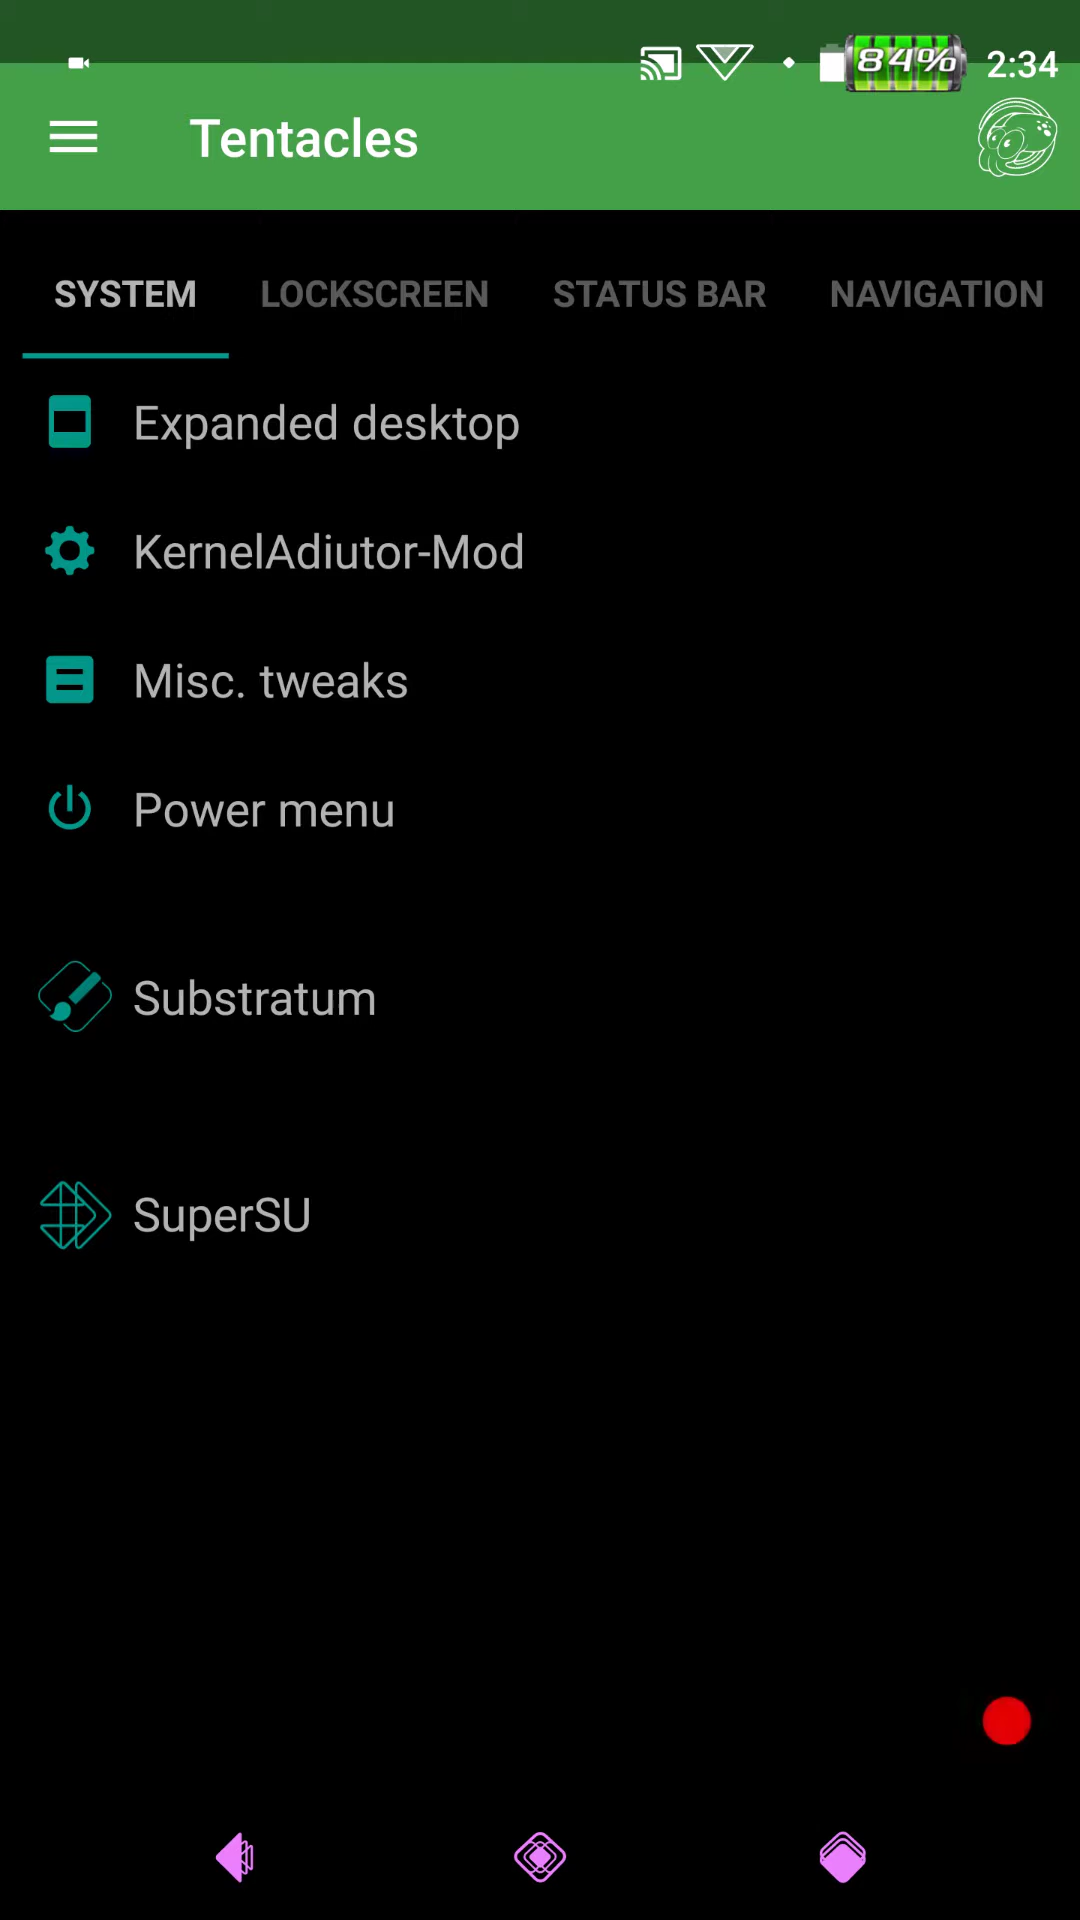 84% 2:34
Tentacles
SYSTEM LOCKSCREEN STATUS BAR NAVIGATION
Expanded desktop
KernelAdiutor-Mod
Misc. tweaks
Power menu
Substratum
SuperSU